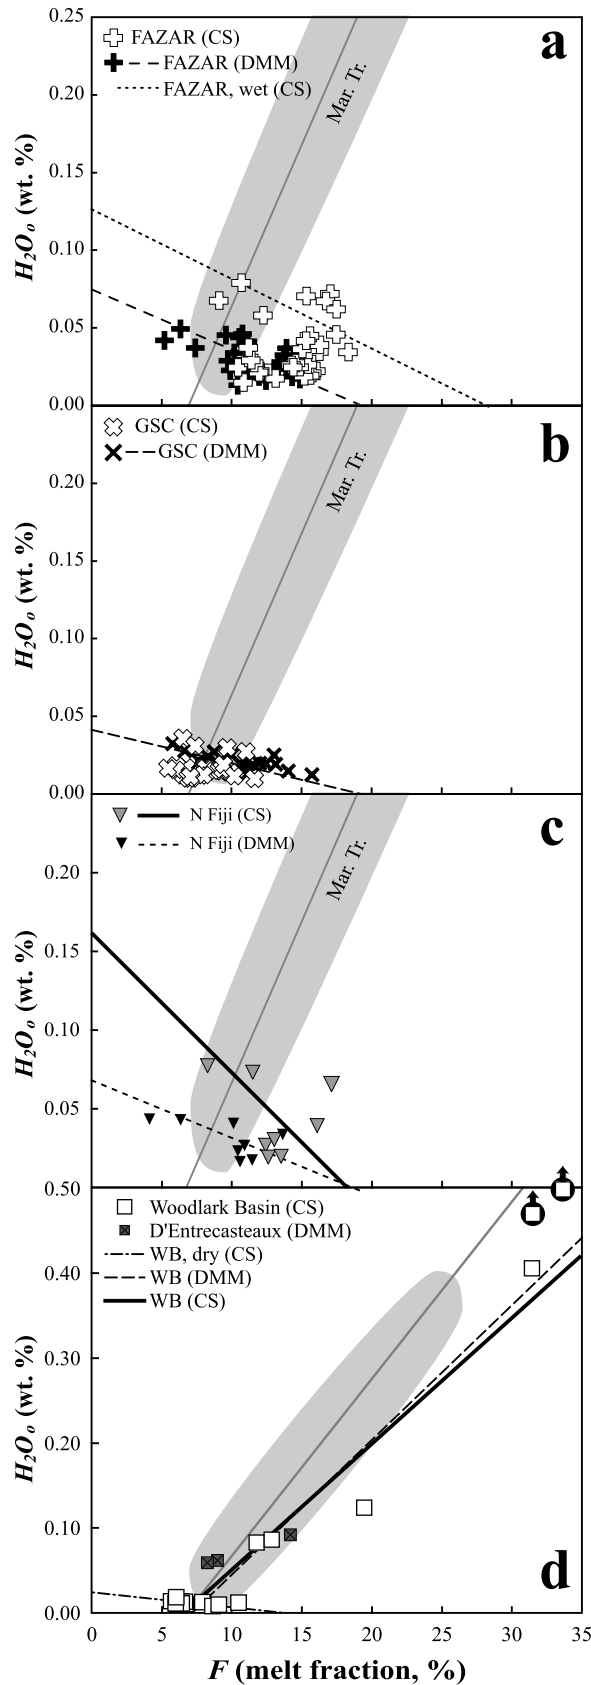 0.25
FAZAR (CS)
a
FAZAR (DMM)
0.20
FAZAR, wet (CS)
Mar. Tr.
0.15
H2Oo (wt. %)
0.10
0.05
0.00
GSC (CS)
b
GSC (DMM)
0.20
Mar. Tr.
0.15
H2Oo (wt. %)
0.10
0.05
0.00
N Fiji (CS)
c
N Fiji (DMM)
0.20
Mar. Tr.
0.15
H2Oo (wt. %)
0.10
0.05
0.50
Woodlark Basin (CS)
D'Entrecasteaux (DMM)
WB, dry (CS)
0.40
WB (DMM)
WB (CS)
0.30
H2Oo (wt. %)
0.20
0.10
d
0.00
0 5 10 15 20 25 30 35
F (melt fraction, %)